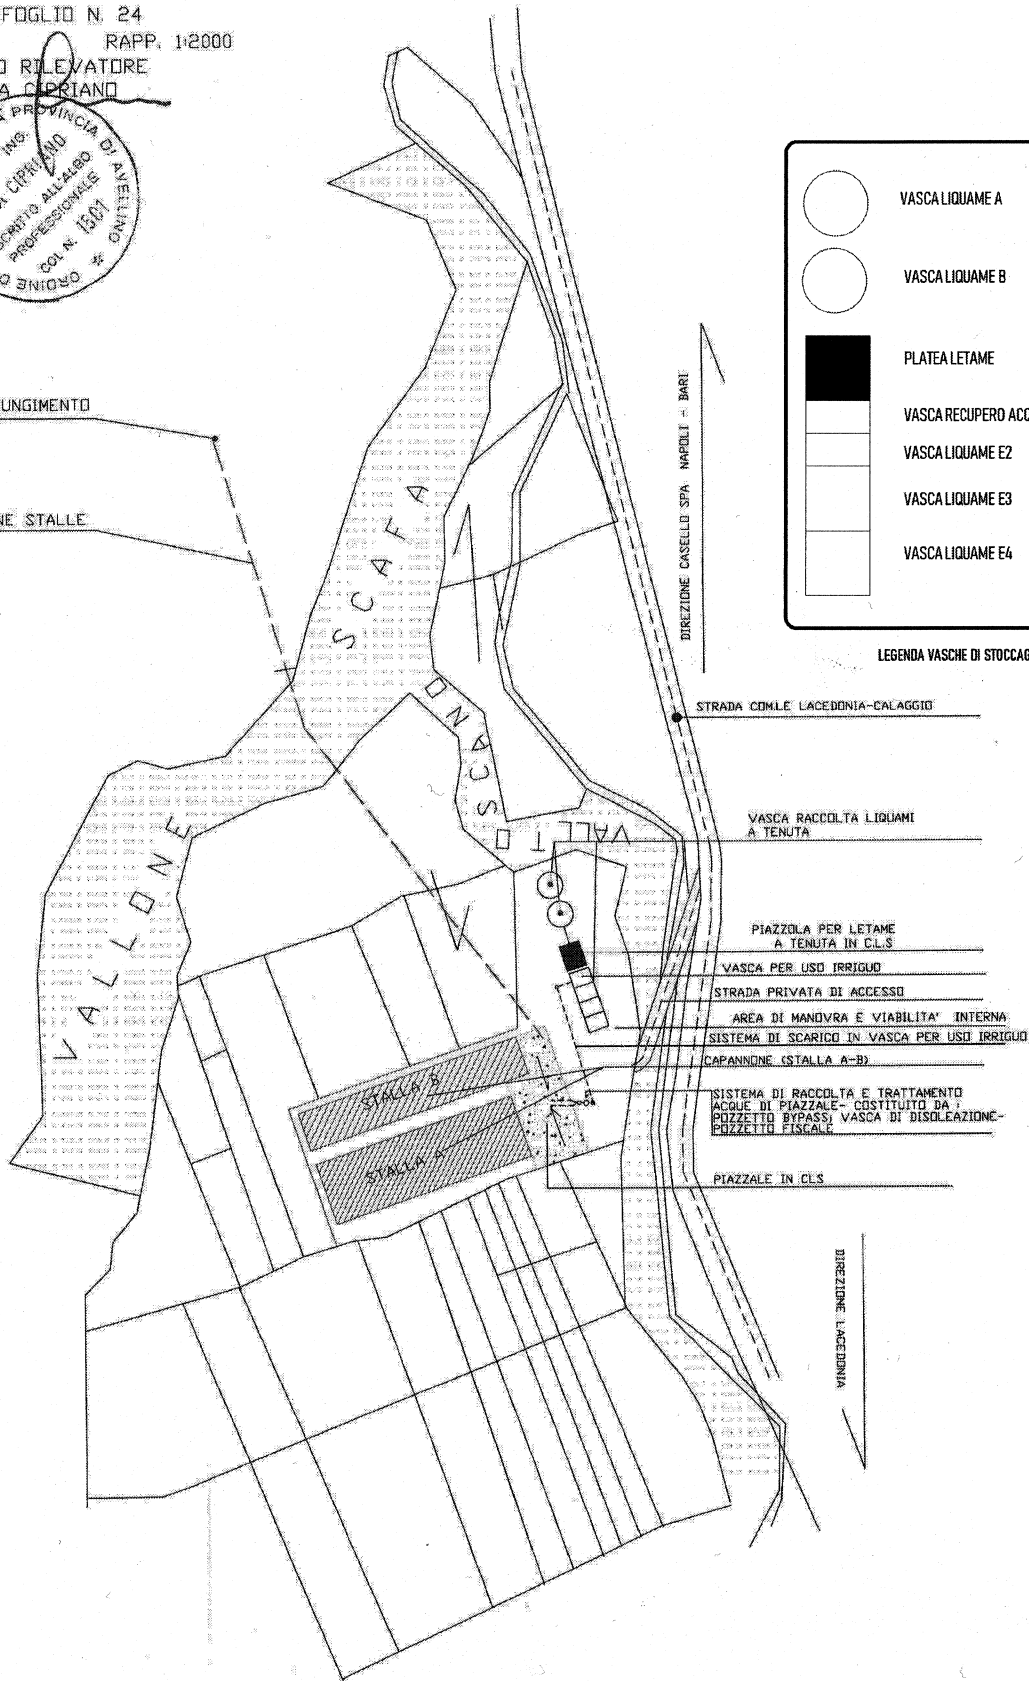 FOGLIO N. 24
RAPP. 1:2000
RILEVATORE
CIPRIANO
PROVINCIA DI AVELLINO
ING.
CIPRIANO
ALL'ALBO
PROFESSIONALE
COL N. 1801
ORDINE
UNGIMENTO
NE STALLE
VASCA LIQUAME A
VASCA LIQUAME B
PLATEA LETAME
VASCA RECUPERO ACQ
VASCA LIQUAME E2
VASCA LIQUAME E3
VASCA LIQUAME E4
LEGENDA VASCHE DI STOCCAG
DIREZIONE CASELLO SPA NAPOLI - BARI
STRADA COM.LE LACEDONIA-CALAGGIO
VASCA RACCOLTA LIQUAMI
A TENUTA
PIAZZOLA PER LETAME
A TENUTA IN C.L.S
VASCA PER USO IRRIGUO
STRADA PRIVATA DI ACCESSO
AREA DI MANOVRA E VIABILITA' INTERNA
SISTEMA DI SCARICO IN VASCA PER USO IRRIGUO
CAPANNONE (STALLA A-B)
SISTEMA DI RACCOLTA E TRATTAMENTO
ACQUE DI PIAZZALE- COSTITUITO DA :
POZZETTO BYPASS; VASCA DI DISOLEAZIONE-
POZZETTO FISCALE
PIAZZALE IN CLS
DIREZIONE LACEDONIA
VALLONE
SCAFA
VALLTO SCANO
STALLA B
STALLA A